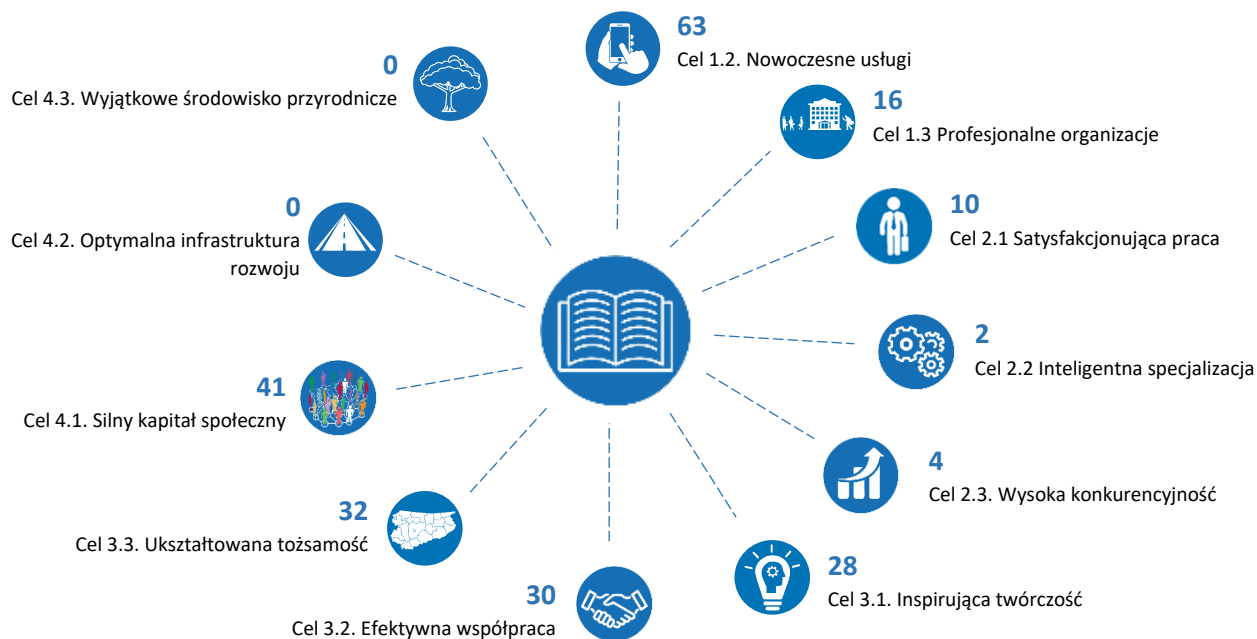 63
Cel 1.2. Nowoczesne usługi
16
Cel 1.3 Profesjonalne organizacje
10
Cel 2.1 Satysfakcjonująca praca
2
Cel 2.2 Inteligentna specjalizacja
4
Cel 2.3. Wysoka konkurencyjność
28
Cel 3.1. Inspirująca twórczość
30
Cel 3.2. Efektywna współpraca
32
Cel 3.3. Ukształtowana tożsamość
41
Cel 4.1. Silny kapitał społeczny
0
Cel 4.2. Optymalna infrastruktura
rozwoju
0
Cel 4.3. Wyjątkowe środowisko przyrodnicze